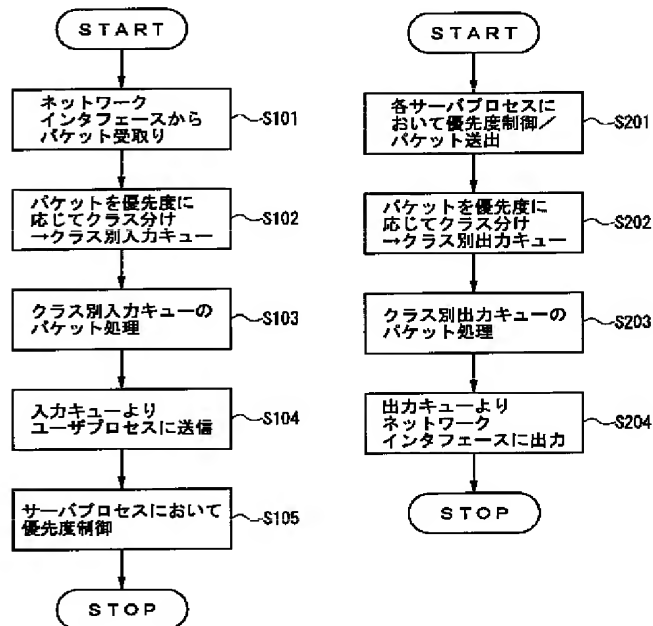 START
ネットワーク
インタフェースから
パケット受取り
S101
パケットを優先度に
応じてクラス分け
→クラス別入力キュー
S102
クラス別入力キューの
パケット処理
S103
入力キューより
ユーザプロセスに送信
S104
サーバプロセスにおいて
優先度制御
S105
STOP
START
各サーバプロセスに
おいて優先度制御／
パケット送出
S201
パケットを優先度に
応じてクラス分け
→クラス別出力キュー
S202
クラス別出力キューの
パケット処理
S203
出力キューより
ネットワーク
インタフェースに出力
S204
STOP